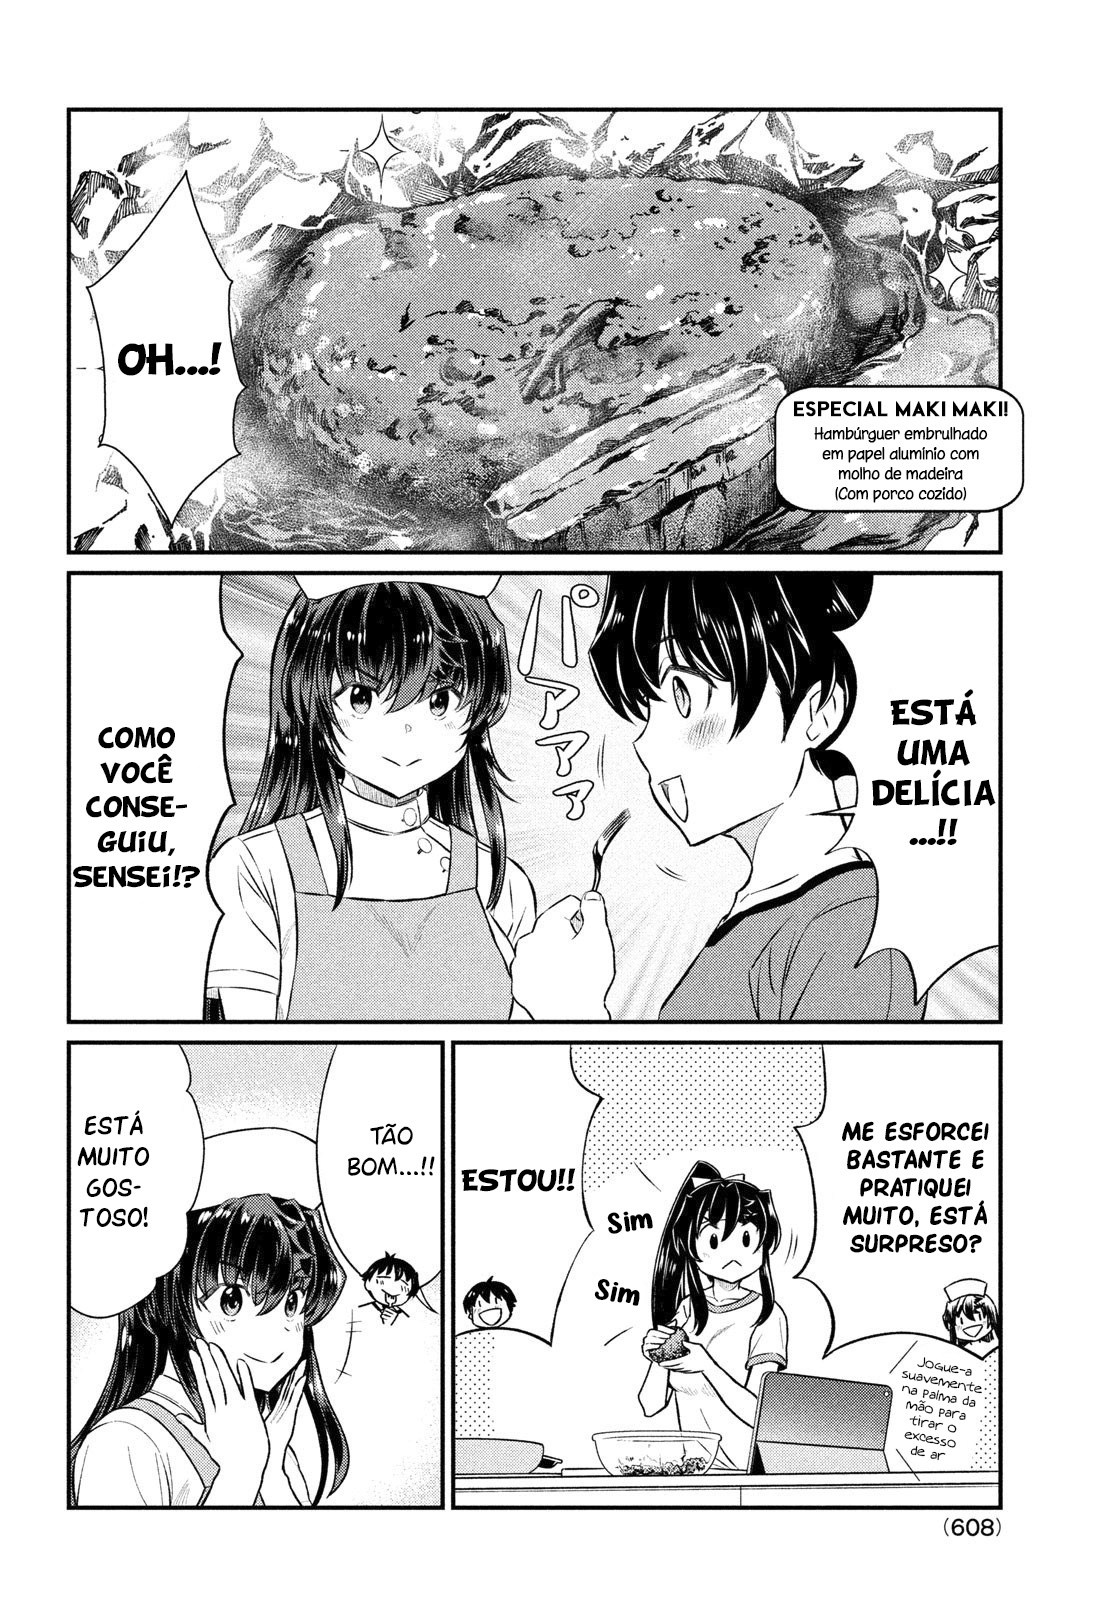 OH...!
ESPECIAL MAKI MAKI!
Hambúrguer embrulhado
em papel alumínio com
molho de madeira
(Com porco cozido)
ESTÁ
UMA
DELÍCIA
...!!
パアアア
COMO
VOCÊ
CONSE-
GUIU,
SENSEI!?
ME ESFORCEI
BASTANTE E
PRATIQUEI
MUITO, ESTÁ
SURPRESO?
ESTOU!!
Sim
Sim
Jogue-a
suavemente
na palma da
mão para
tirar o
excesso
de ar
TÃO
BOM...!!
ESTÁ
MUITO
GOS-
TOSO!
(608)